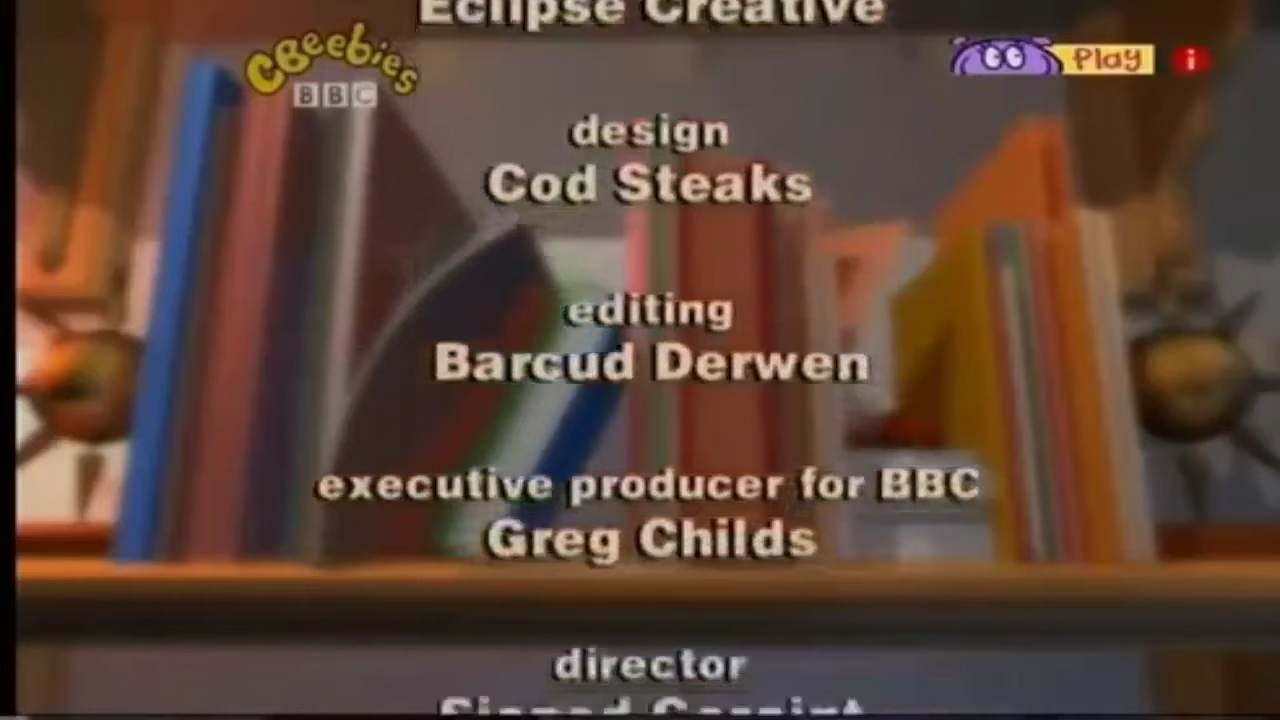 Eclipse Creative
CBeebies
BBC
Play
i
design
Cod Steaks
editing
Barcud Derwen
executive producer for BBC
Greg Childs
director